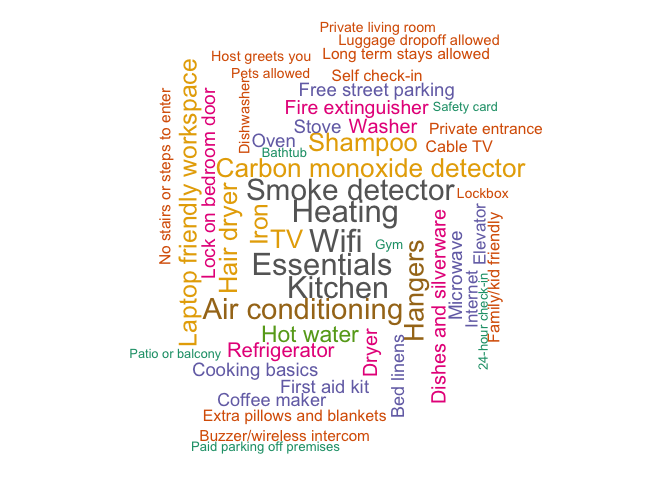 Private living room
Luggage dropoff allowed
Host greets you
Long term stays allowed
Pets allowed
Self check-in
Free street parking
Fire extinguisher
Safety card
No stairs or steps to enter
Laptop friendly workspace
Lock on bedroom door
Dishwasher
Stove
Washer
Private entrance
Oven
Shampoo
Cable TV
Bathtub
Carbon monoxide detector
Smoke detector
Lockbox
Hair dryer
Iron
Heating
TV
Wifi
Gym
Essentials
Kitchen
Hangers
Dishes and silverware
Microwave
Internet
Elevator
Family/kid friendly
24-hour check-in
Air conditioning
Hot water
Patio or balcony
Refrigerator
Dryer
Bed linens
Cooking basics
First aid kit
Coffee maker
Extra pillows and blankets
Buzzer/wireless intercom
Paid parking off premises